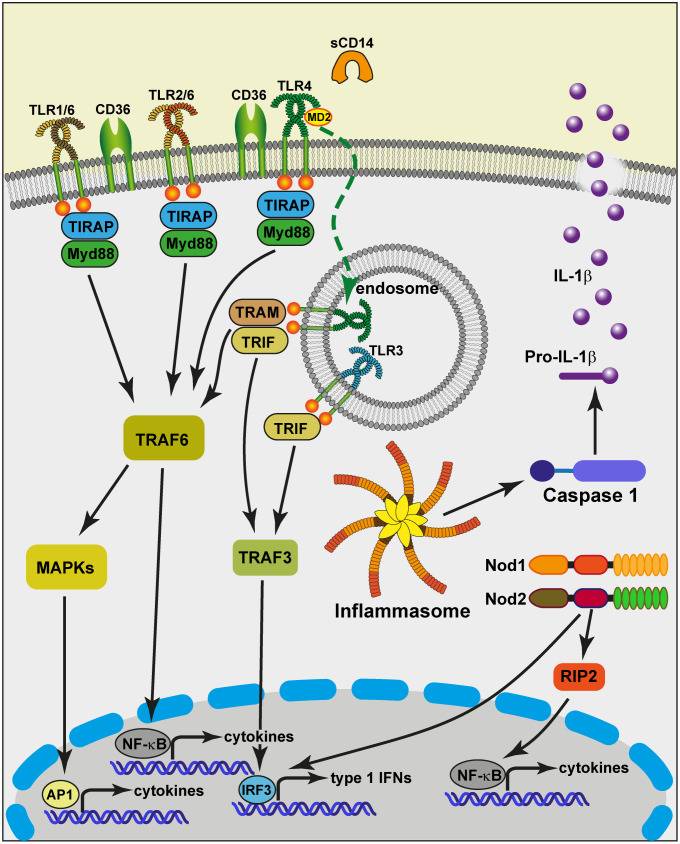 sCD14
TLR1/6
CD36
TLR2/6
CD36
TLR4
MD2
TIRAP
Myd88
TIRAP
Myd88
TIRAP
Myd88
IL-1β
endosome
TRAM
TRIF
TLR3
Pro-IL-1β
TRIF
TRAF6
Caspase 1
MAPKs
TRAF3
Inflammasome
Nod1
Nod2
RIP2
NF-κB
cytokines
AP1
cytokines
IRF3
type 1 IFNs
NF-κB
cytokines